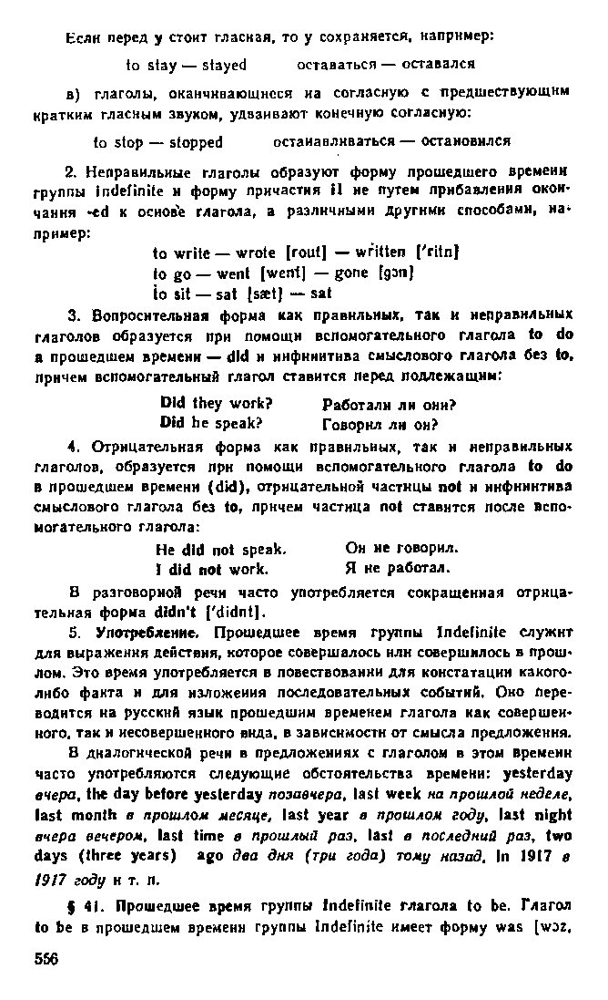 Если перед y стоит гласная, то y сохраняется, например:
to stay — stayed оставаться — оставался
в) глаголы, оканчивающиеся на согласную с предшествующим
кратким гласным звуком, удваивают конечную согласную:
to stop — stopped останавливаться — остановился
2. Неправильные глаголы образуют форму прошедшего времени
группы Indefinite и форму причастия II не путем прибавления окон-
чания -ed к основе глагола, а различными другими способами, на-
пример:
to write — wrote [rout] — written ['ritn]
to go — went [went] — gone [gɔn]
to sit — sat [sæt] — sat
3. Вопросительная форма как правильных, так и неправильных
глаголов образуется при помощи вспомогательного глагола to do
в прошедшем времени — did и инфинитива смыслового глагола без to,
причем вспомогательный глагол ставится перед подлежащим:
Did they work? Работали ли они?
Did he speak? Говорил ли он?
4. Отрицательная форма как правильных, так и неправильных
глаголов, образуется при помощи вспомогательного глагола to do
в прошедшем времени (did), отрицательной частицы not и инфинитива
смыслового глагола без to, причем частица not ставится после вспо-
могательного глагола:
He did not speak. Он не говорил.
I did not work. Я не работал.
В разговорной речи часто употребляется сокращенная отрица-
тельная форма didn't ['didnt].
5. Употребление. Прошедшее время группы Indefinite служит
для выражения действия, которое совершалось или совершилось в прош-
лом. Это время употребляется в повествовании для констатации какого-
либо факта и для изложения последовательных событий. Оно пере-
водится на русский язык прошедшим временем глагола как совершен-
ного, так и несовершенного вида, в зависимости от смысла предложения.
В диалогической речи в предложениях с глаголом в этом времени
часто употребляются следующие обстоятельства времени: yesterday
вчера, the day before yesterday позавчера, last week на прошлой неделе,
last month в прошлом месяце, last year в прошлом году, last night
вчера вечером, last time в прошлый раз, last в последний раз, two
days (three years) ago два дня (три года) тому назад, In 1917 в
1917 году и т. п.
§ 41. Прошедшее время группы Indefinite глагола to be. Глагол
to be в прошедшем времени группы Indefinite имеет форму was [wɔz,
556